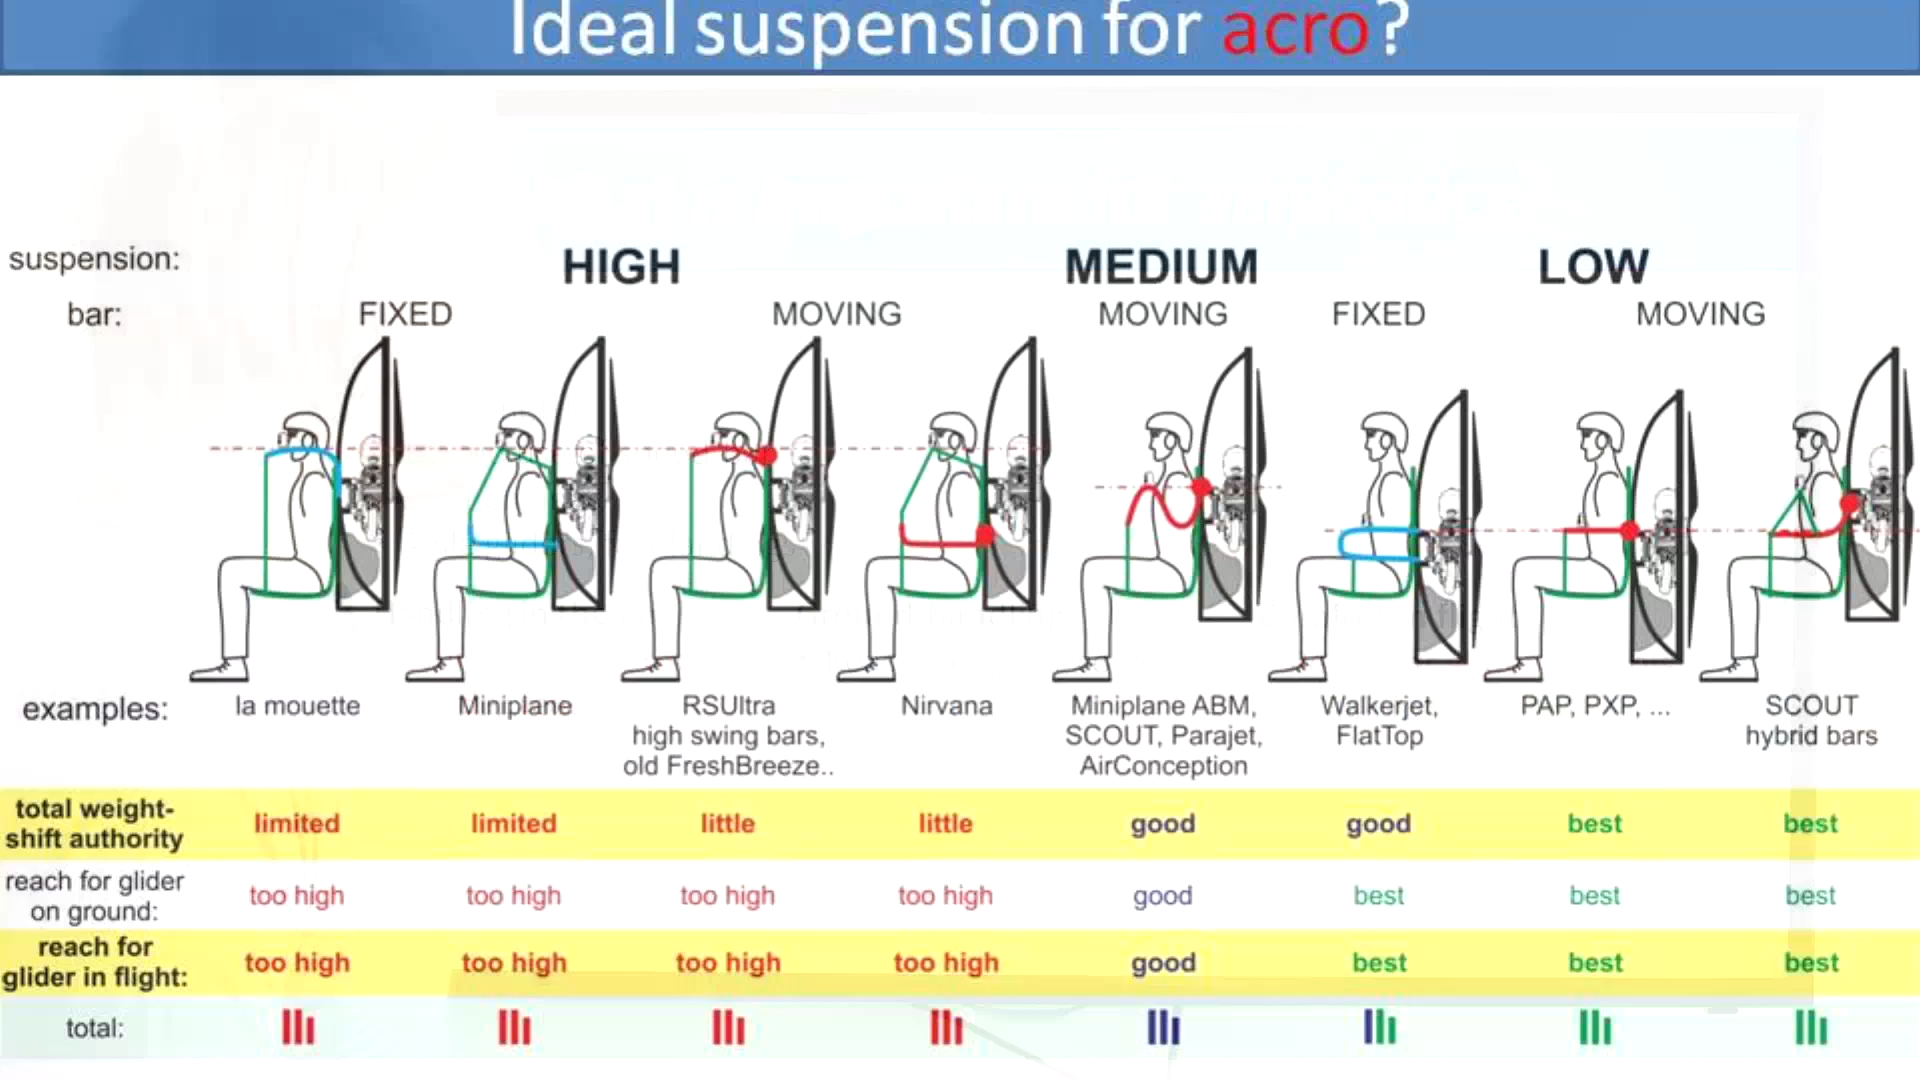 Ideal suspension for acro?
suspension: HIGH MEDIUM LOW
bar: FIXED MOVING MOVING FIXED MOVING
examples: la mouette Miniplane RSUltra Nirvana Miniplane ABM, Walkerjet, PAP, PXP, ... SCOUT
high swing bars, SCOUT, Parajet, FlatTop hybrid bars
old FreshBreeze.. AirConception
total weight-
shift authority limited limited little little good good best best
reach for glider
on ground: too high too high too high too high good best best best
reach for
glider in flight: too high too high too high too high good best best best
total: